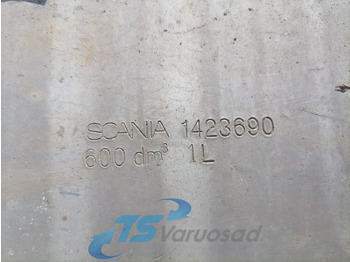 SCANIA 1423690
600 dm³ 1L
TS Varuosad